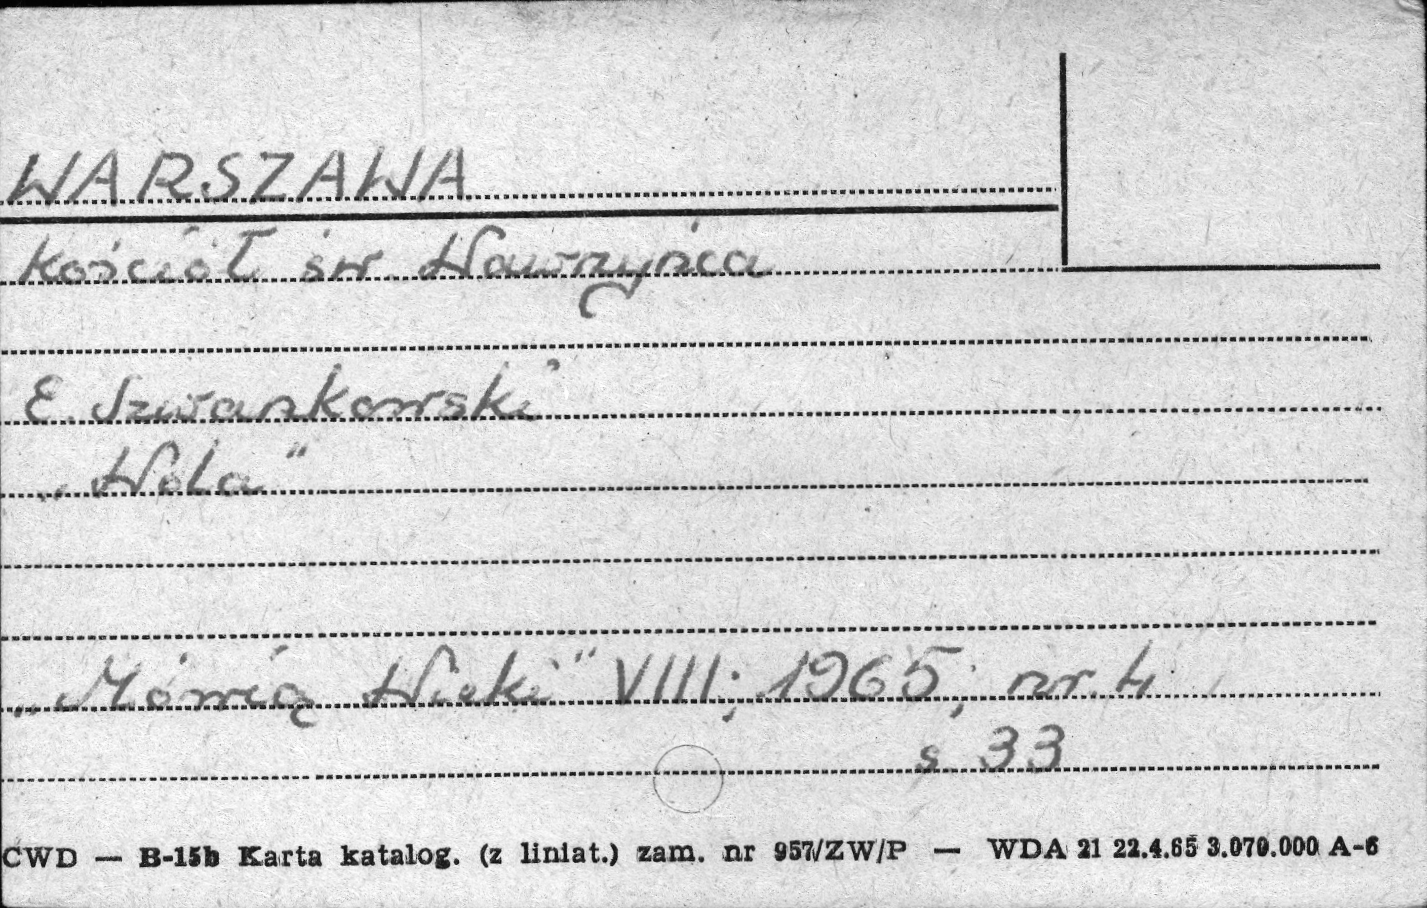 WARSZAWA
Kościół św. Wawrzyńca
E. Szwankowski
„Wola"
„Mówią Wieki" VIII; 1965; nr. 4
s. 33
CWD — B-15b Karta katalog. (z liniat.) zam. nr 957/ZW/P — WDA 21 22.4.65 3.070.000 A-6